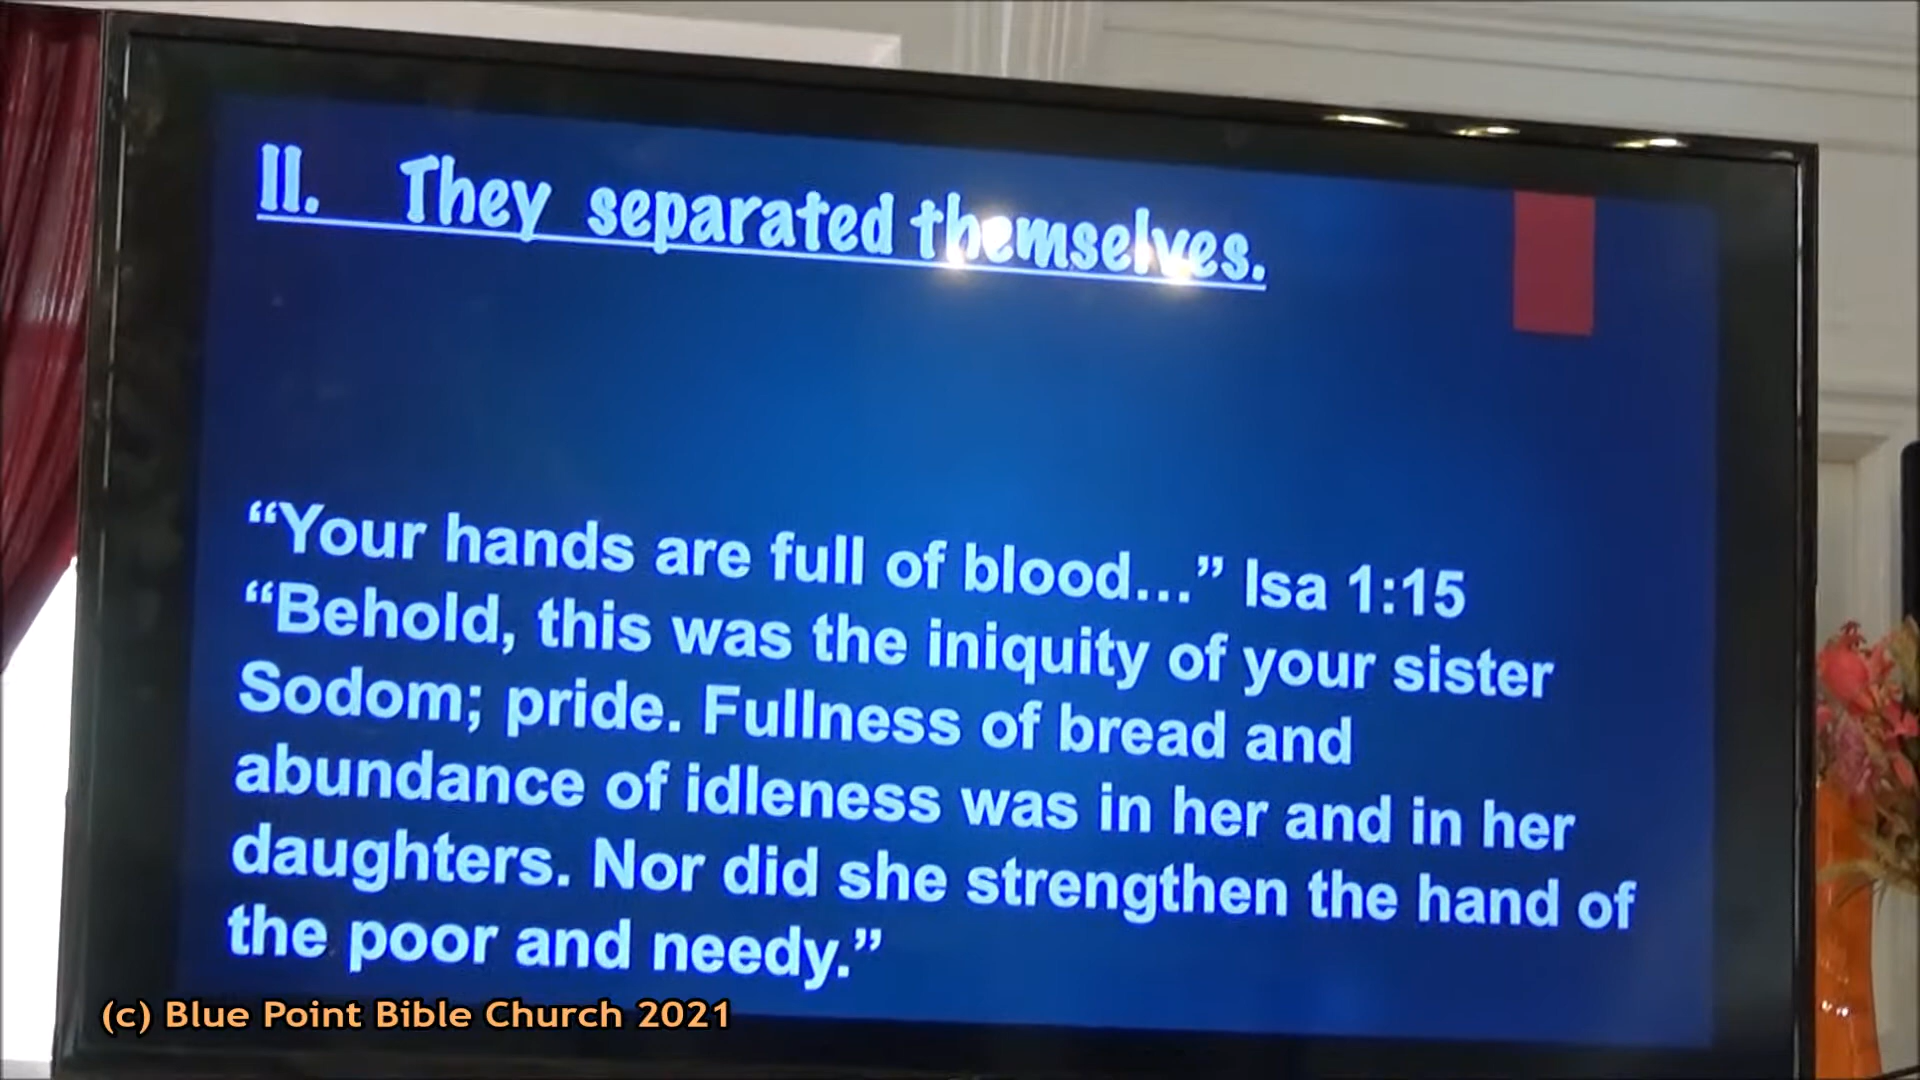 II. They separated themselves.
“Your hands are full of blood...” Isa 1:15
“Behold, this was the iniquity of your sister
Sodom; pride. Fullness of bread and
abundance of idleness was in her and in her
daughters. Nor did she strengthen the hand of
the poor and needy.”
(c) Blue Point Bible Church 2021